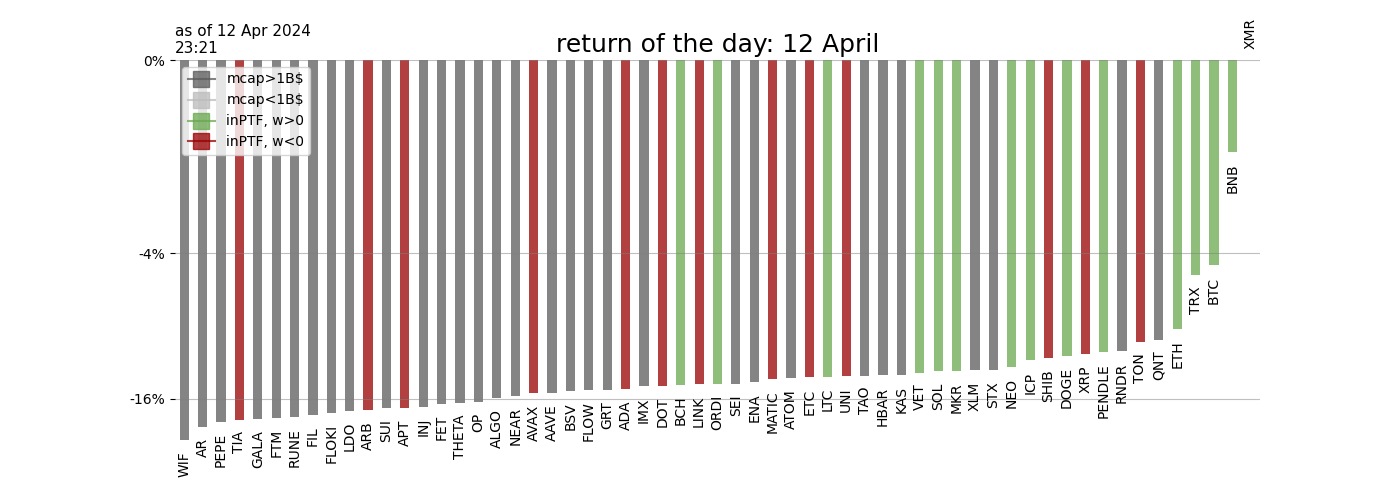 as of 12 Apr 2024
23:21
return of the day: 12 April
XMR
0%
mcap>1B$
mcap<1B$
inPTF, w>0
inPTF, w<0
-4%
-16%
WIF
AR
PEPE
TIA
GALA
FTM
RUNE
FIL
FLOKI
LDO
ARB
SUI
APT
INJ
FET
THETA
OP
ALGO
NEAR
AVAX
AAVE
BSV
FLOW
GRT
ADA
IMX
DOT
BCH
LINK
ORDI
SEI
ENA
MATIC
ATOM
ETC
LTC
UNI
TAO
HBAR
KAS
VET
SOL
MKR
XLM
STX
NEO
ICP
SHIB
DOGE
XRP
PENDLE
RNDR
TON
QNT
ETH
TRX
BTC
BNB